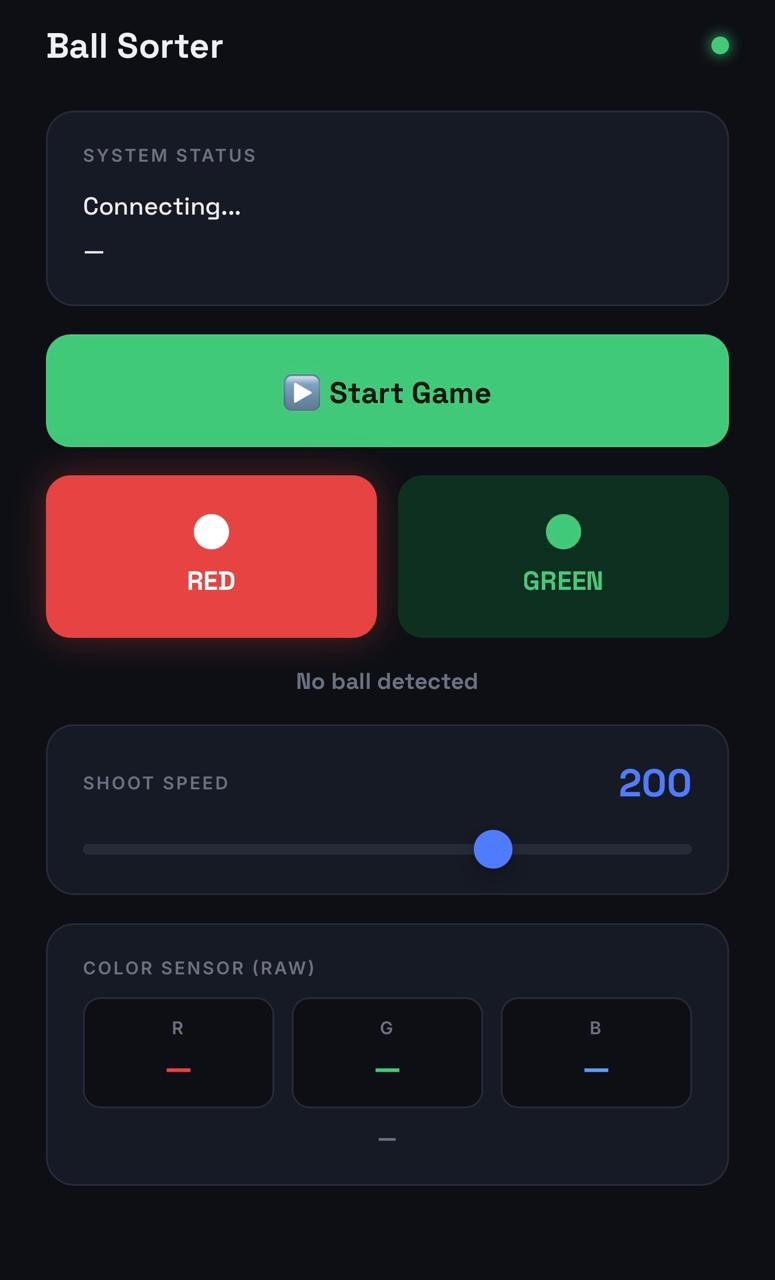 Ball Sorter
SYSTEM STATUS
Connecting...
—
▶️ Start Game
RED
GREEN
No ball detected
SHOOT SPEED
200
COLOR SENSOR (RAW)
R
G
B
—
—
—
—